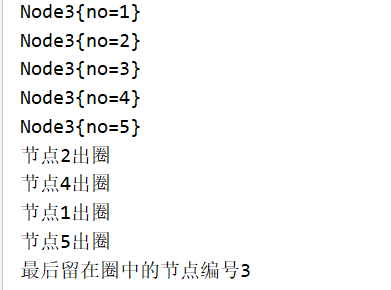 Node3{no=1}
Node3{no=2}
Node3{no=3}
Node3{no=4}
Node3{no=5}
节点2出圈
节点4出圈
节点1出圈
节点5出圈
最后留在圈中的节点编号3